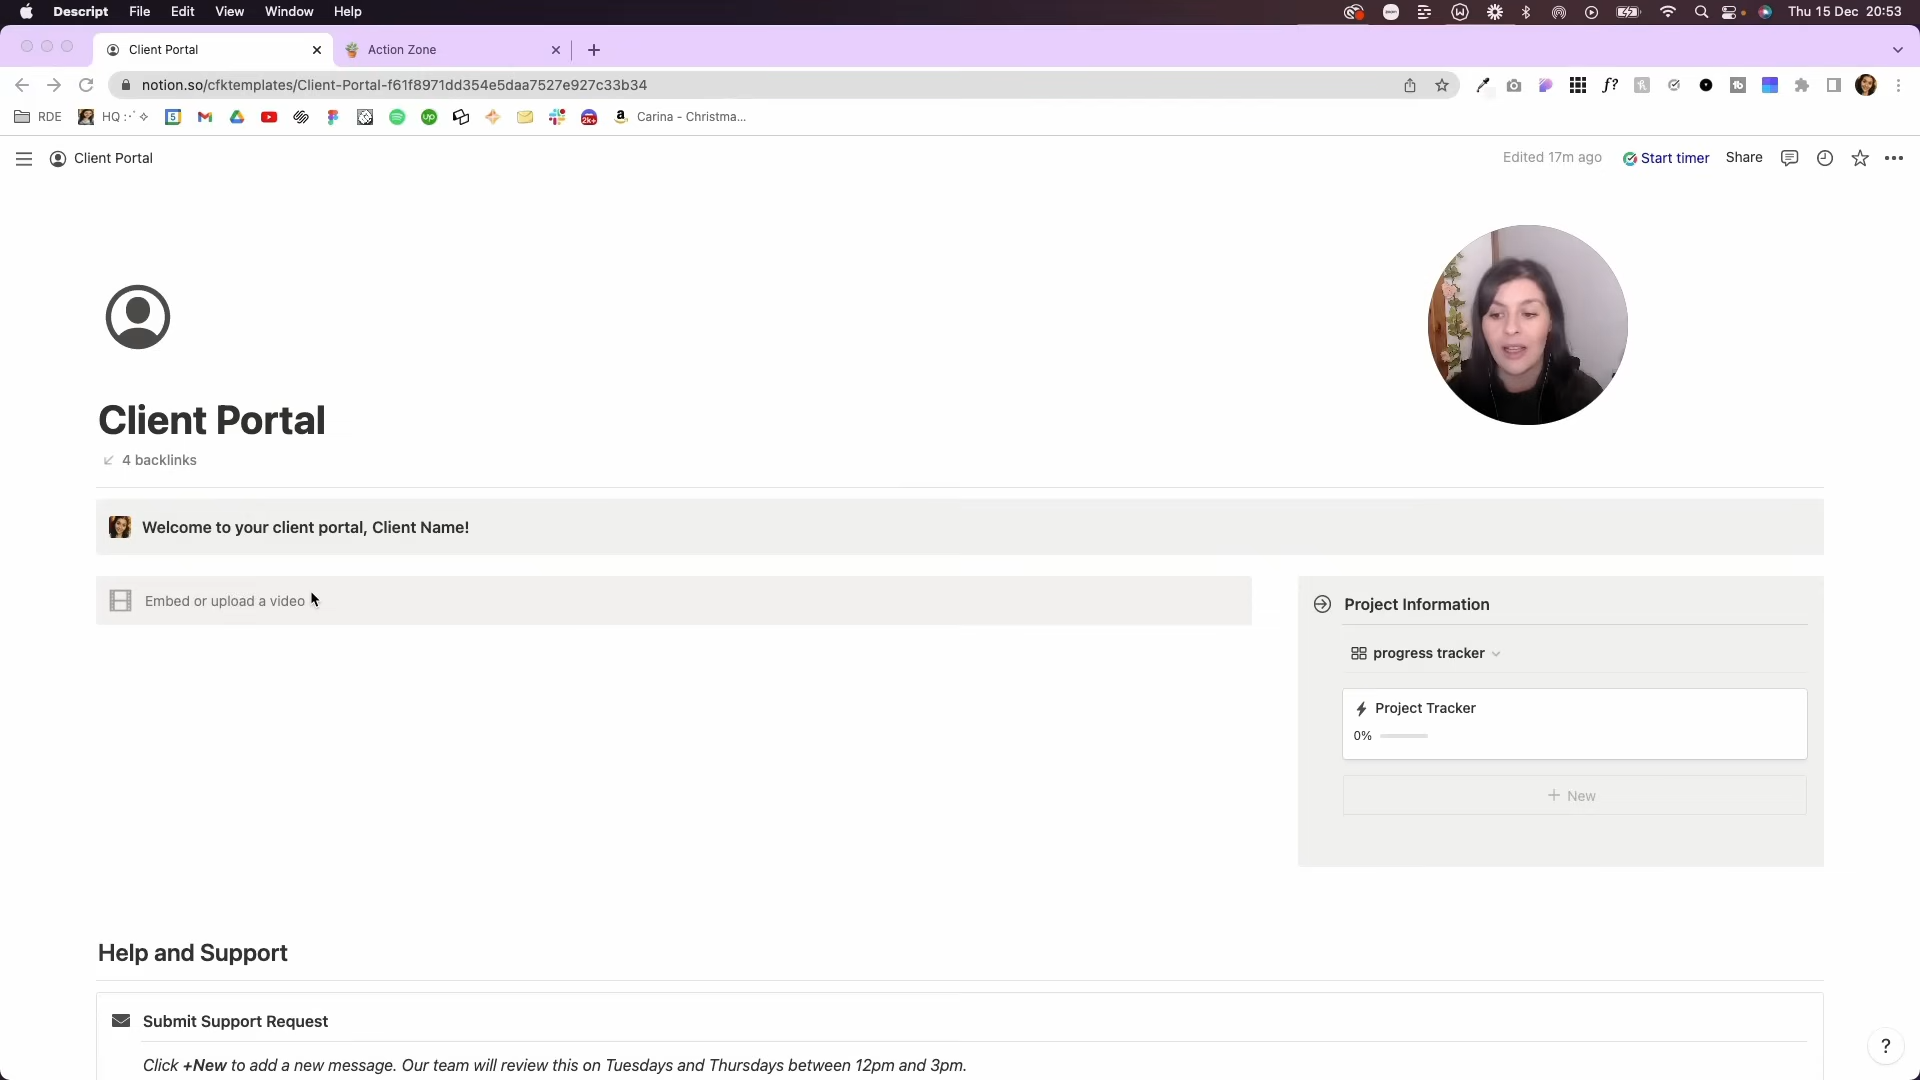 Descript File Edit View Window Help Thu 15 Dec 20:53
Client Portal Action Zone
notion.so/cfktemplates/Client-Portal-f61f8971dd354e5daa7527e927c33b34
RDE HQ Carina - Christma...
Client Portal Edited 17m ago Start timer Share
Client Portal
4 backlinks
Welcome to your client portal, Client Name!
Embed or upload a video
Project Information
progress tracker
Project Tracker
0%
+ New
Help and Support
Submit Support Request
Click +New to add a new message. Our team will review this on Tuesdays and Thursdays between 12pm and 3pm.
?